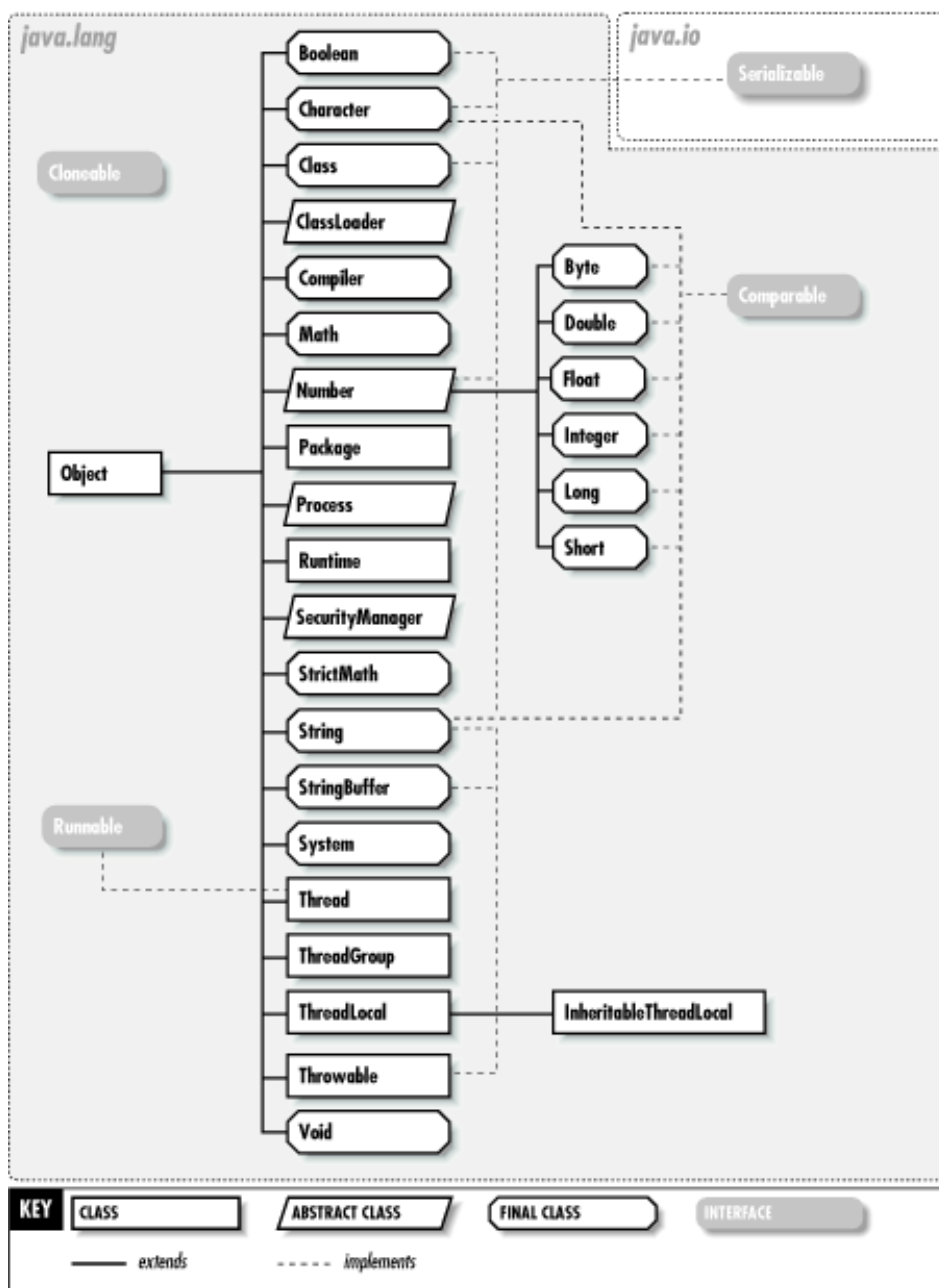 java.lang
java.io
Boolean
Serializable
Character
Class
Cloneable
ClassLoader
Byte
Compiler
Comparable
Double
Math
Float
Number
Integer
Package
Object
Long
Process
Short
Runtime
SecurityManager
StrictMath
String
StringBuffer
Runnable
System
Thread
ThreadGroup
ThreadLocal
InheritableThreadLocal
Throwable
Void
KEY
CLASS
ABSTRACT CLASS
FINAL CLASS
INTERFACE
extends
implements